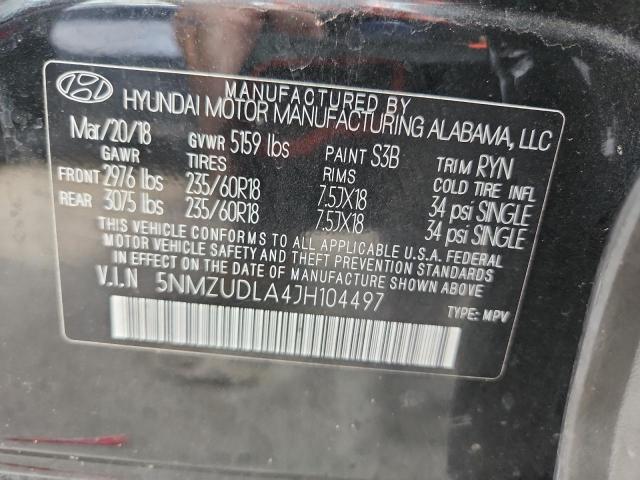 MANUFACTURED BY
HYUNDAI MOTOR MANUFACTURING ALABAMA, LLC
Mar/20/18 GVWR 5159 lbs PAINT S3B TRIM RYN
GAWR TIRES RIMS COLD TIRE INFL
FRONT 2976 lbs 235/60R18 7.5JX18 34 psi SINGLE
REAR 3075 lbs 235/60R18 7.5JX18 34 psi SINGLE
THIS VEHICLE CONFORMS TO ALL APPLICABLE U.S.A. FEDERAL
MOTOR VEHICLE SAFETY AND THEFT PREVENTION STANDARDS
IN EFFECT ON THE DATE OF MANUFACTURE SHOWN ABOVE.
V.I.N 5NMZUDLA4JH104497
TYPE: MPV